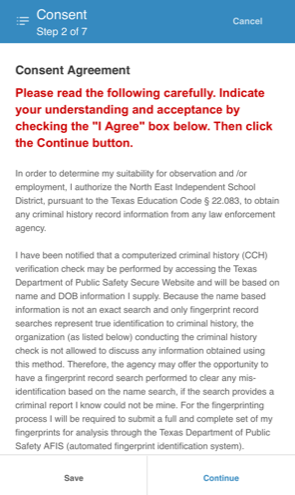 Consent
Cancel
Step 2 of 7
Consent Agreement
Please read the following carefully. Indicate
your understanding and acceptance by
checking the "I Agree" box below. Then click
the Continue button.
In order to determine my suitability for observation and /or
employment, I authorize the North East Independent School
District, pursuant to the Texas Education Code § 22.083, to obtain
any criminal history record information from any law enforcement
agency.
I have been notified that a computerized criminal history (CCH)
verification check may be performed by accessing the Texas
Department of Public Safety Secure Website and will be based on
name and DOB information I supply. Because the name based
information is not an exact search and only fingerprint record
searches represent true identification to criminal history, the
organization (as listed below) conducting the criminal history
check is not allowed to discuss any information obtained using
this method. Therefore, the agency may offer the opportunity to
have a fingerprint record search performed to clear any mis-
identification based on the name search, if the search provides a
criminal report I know could not be mine. For the fingerprinting
process I will be required to submit a full and complete set of my
fingerprints for analysis through the Texas Department of Public
Safety AFIS (automated fingerprint identification system).
Save
Continue